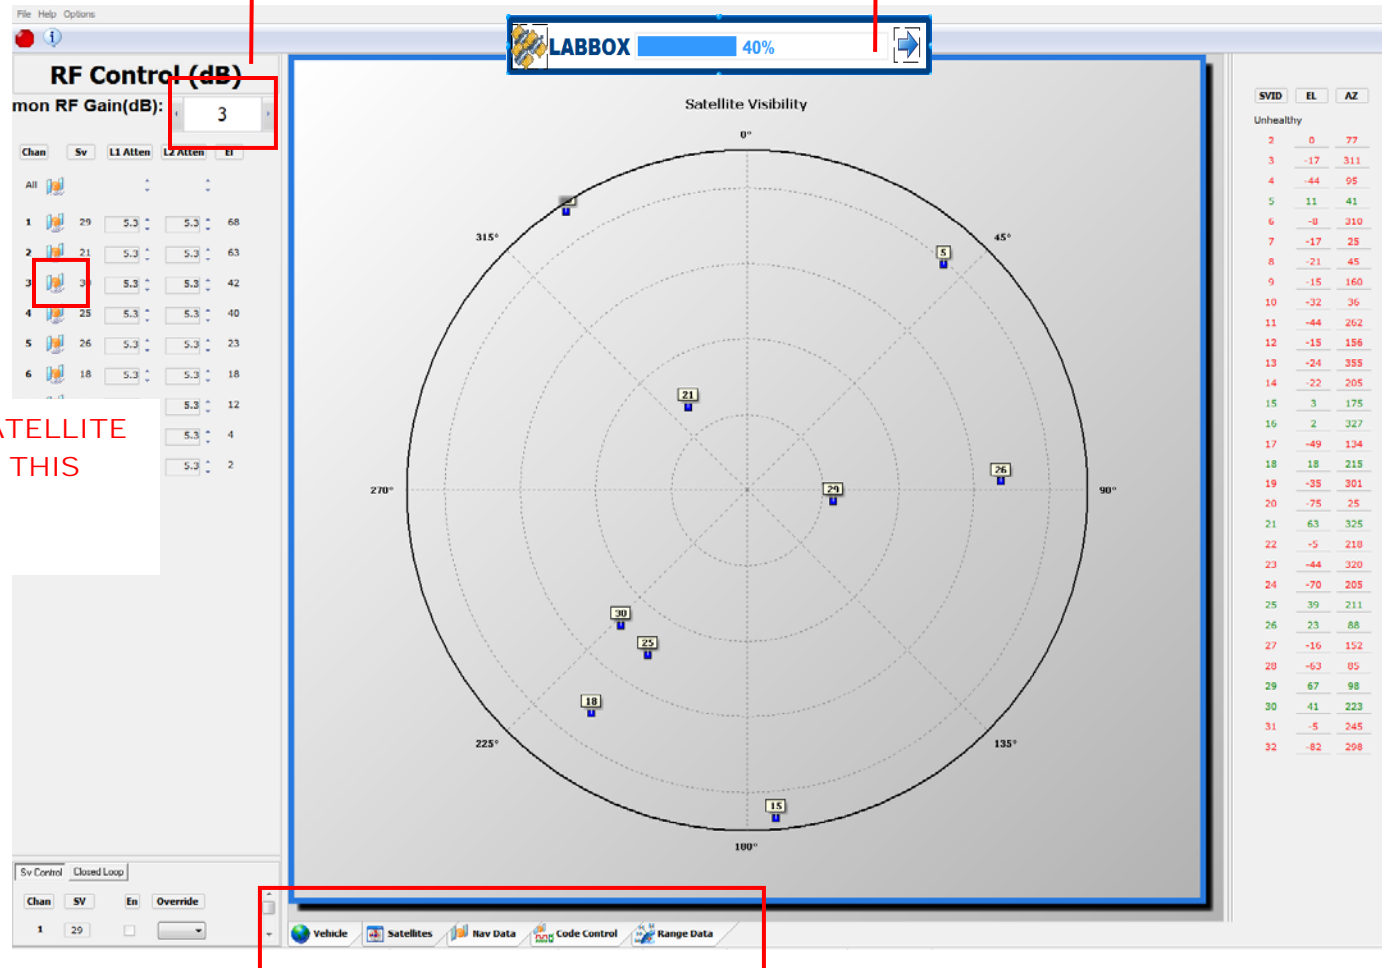 File Help Options
LABBOX 40%
RF Control (dB)
mon RF Gain(dB): 3
Chan Sv L1 Atten L2 Atten El
All
1 29 5.3 5.3 68
2 21 5.3 5.3 63
3 5.3 5.3 42
4 25 5.3 5.3 40
5 26 5.3 5.3 23
6 18 5.3 5.3 18
5.3 12
5.3 4
5.3 2
ATELLITE
THIS
Satellite Visibility
0°
45°
90°
135°
180°
225°
270°
315°
5
21
26
29
30
25
18
15
SVID EL AZ
Unhealthy
2 0 77
3 -17 311
4 -44 95
5 11 41
6 -8 310
7 -17 25
8 -21 45
9 -15 160
10 -32 36
11 -44 262
12 -15 156
13 -24 355
14 -22 205
15 3 175
16 2 327
17 -49 134
18 18 215
19 -35 301
20 -75 25
21 63 325
22 -5 218
23 -44 320
24 -70 205
25 39 211
26 23 88
27 -16 152
28 -63 85
29 67 98
30 41 223
31 -5 245
32 -82 298
Sv Control Closed Loop
Chan SV En Override
1 29
Vehicle Satellites Nav Data Code Control Range Data